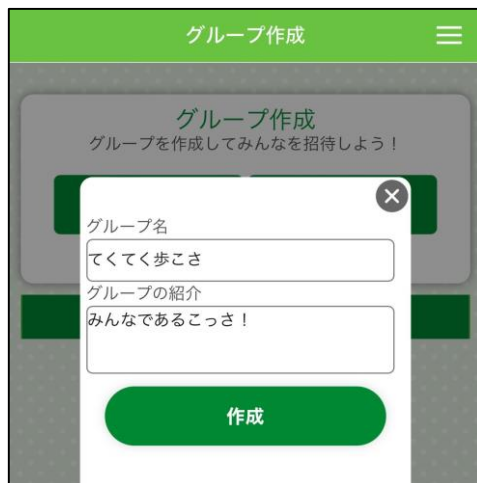 グループ作成
グループ作成
グループを作成してみんなを招待しよう！
グループ名
てくてく歩こさ
グループの紹介
みんなであるこっさ！
作成